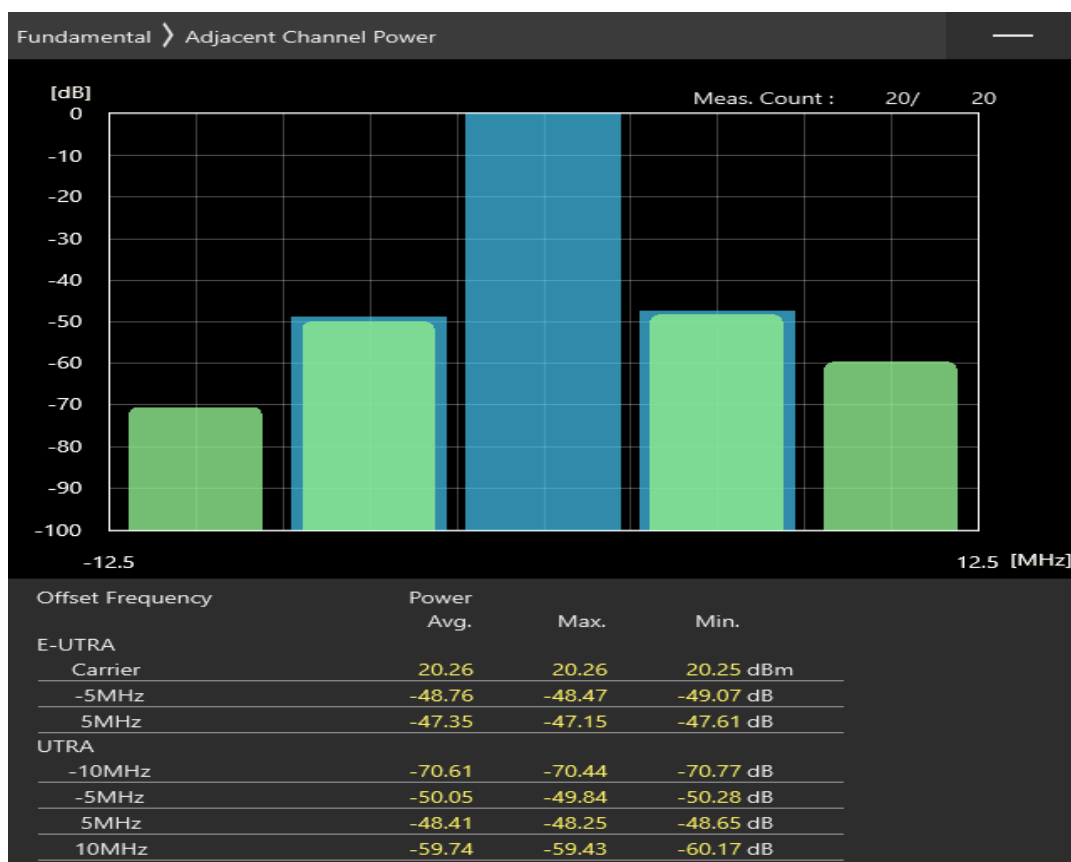 Fundamental ❯ Adjacent Channel Power
[dB]
Meas. Count : 20/ 20
0
-10
-20
-30
-40
-50
-60
-70
-80
-90
-100
-12.5 12.5 [MHz]
Offset Frequency Power
Avg. Max. Min.
E-UTRA
Carrier 20.26 20.26 20.25 dBm
-5MHz -48.76 -48.47 -49.07 dB
5MHz -47.35 -47.15 -47.61 dB
UTRA
-10MHz -70.61 -70.44 -70.77 dB
-5MHz -50.05 -49.84 -50.28 dB
5MHz -48.41 -48.25 -48.65 dB
10MHz -59.74 -59.43 -60.17 dB